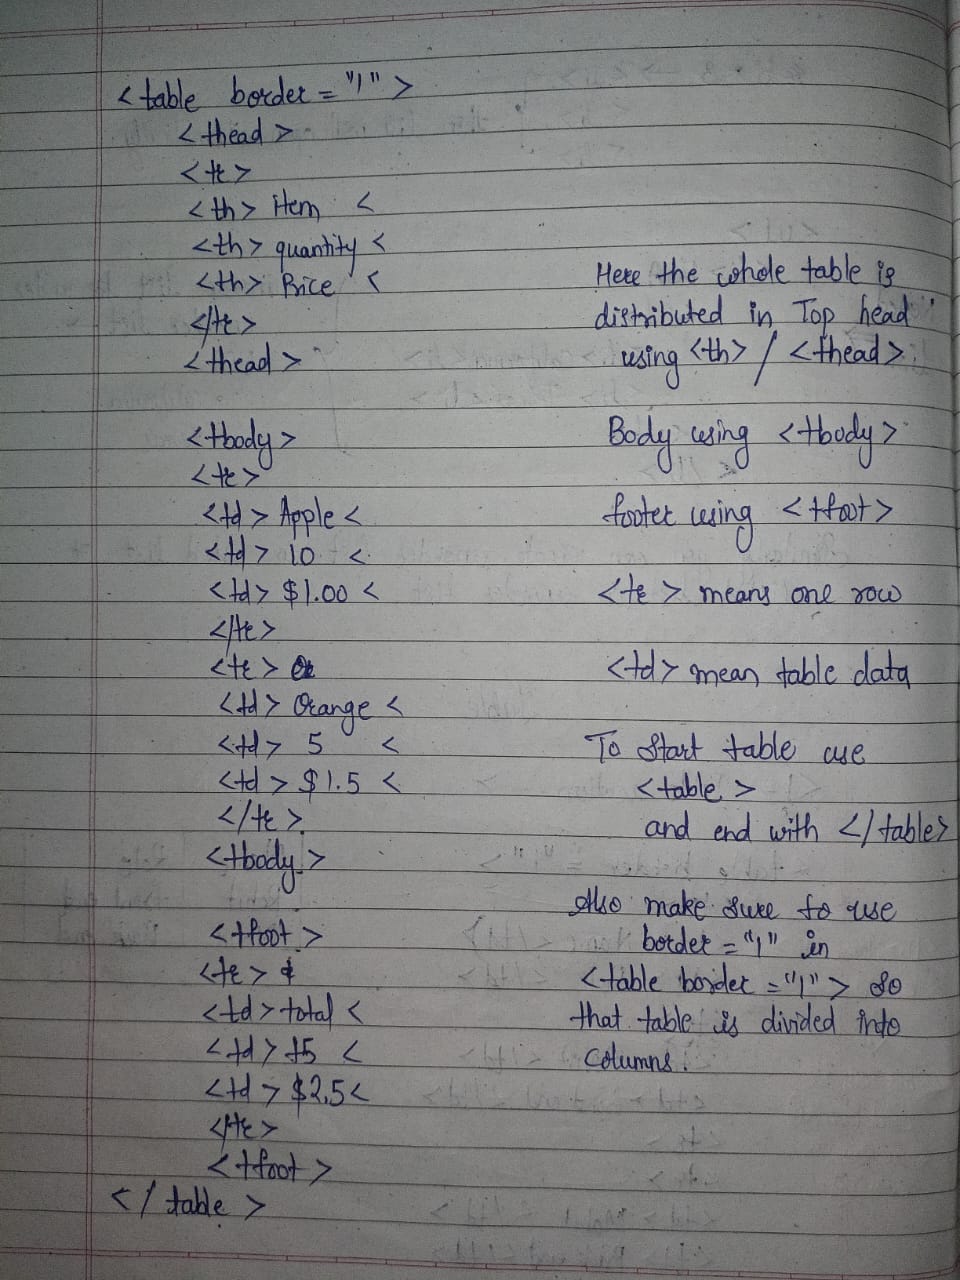 <table border = "1">
<thead>
<tr>
<th> item <
<th> quantity <
<th> Price <
</tr>
<thead>
<tbody>
<tr>
<td> Apple <
<td> 10 <
<td> $1.00 <
</tr>
<tr> Or
<td> Orange <
<td> 5 <
<td> $1.5 <
</tr>
<tbody>
<tfoot>
<tr>
<td> total <
<td> 15 <
<td> $2.5 <
</tr>
<tfoot>
</table>
Here the whole table is
distributed in Top head
using <th> / <thead>
Body using <tbody>
footer using <tfoot>
<tr> means one row
<td> mean table data
To Start table use
<table>
and end with </table>
Also make sure to use
border = "1" in
<table border = "1"> so
that table is divided into
columns.